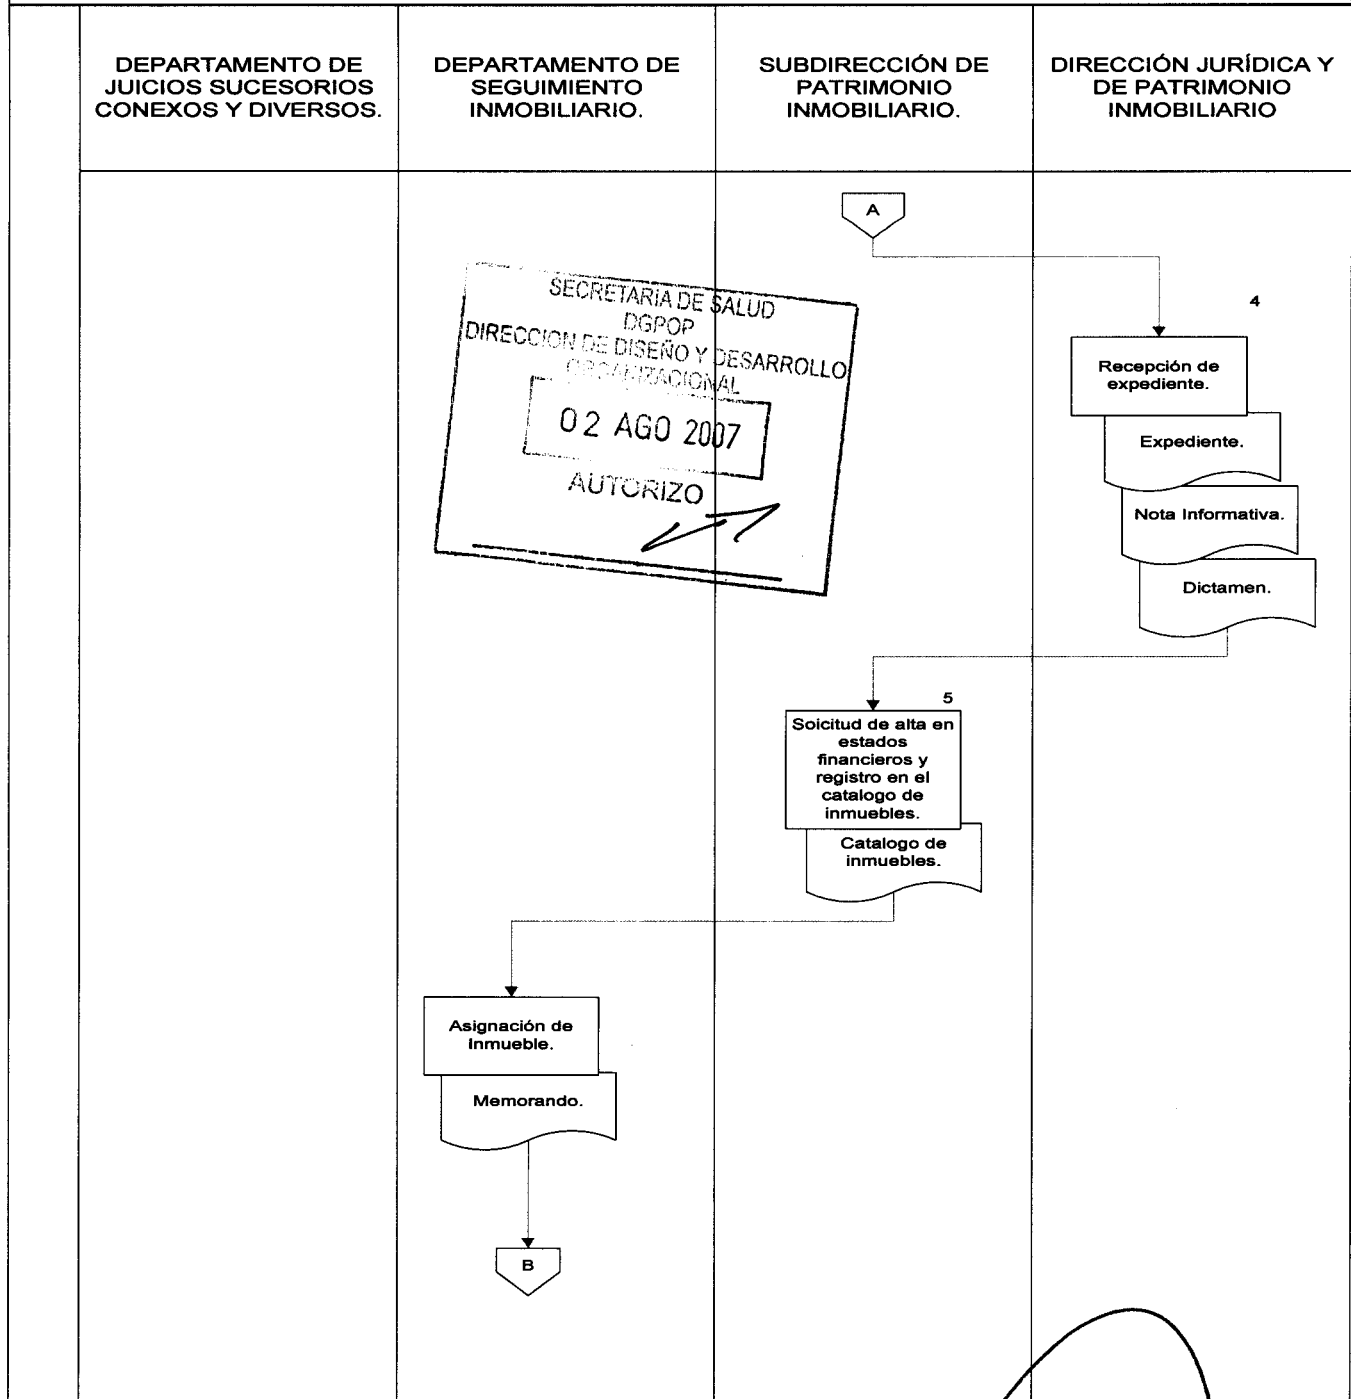 DEPARTAMENTO DE
JUICIOS SUCESORIOS
CONEXOS Y DIVERSOS.
DEPARTAMENTO DE
SEGUIMIENTO
INMOBILIARIO.
SUBDIRECCIÓN DE
PATRIMONIO
INMOBILIARIO.
DIRECCIÓN JURÍDICA Y
DE PATRIMONIO
INMOBILIARIO
A
SECRETARIA DE SALUD
DGPOP
DIRECCION DE DISEÑO Y DESARROLLO
ORGANIZACIONAL
02 AGO 2007
AUTORIZO
4
Recepción de
expediente.
Expediente.
Nota Informativa.
Dictamen.
5
Soicitud de alta en
estados
financieros y
registro en el
catalogo de
inmuebles.
Catalogo de
inmuebles.
Asignación de
Inmueble.
Memorando.
B